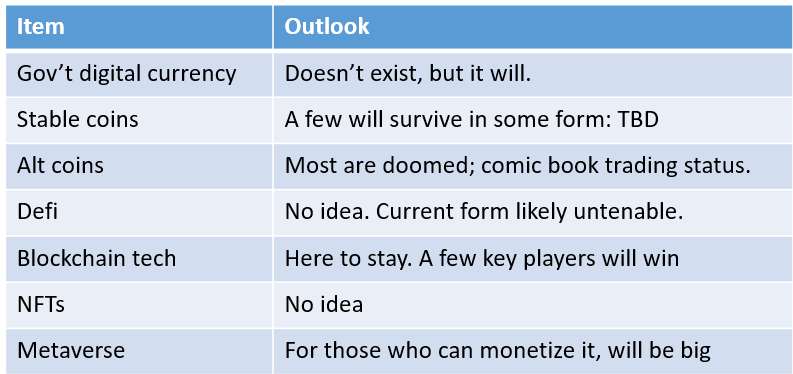 Item Outlook
Gov’t digital currency Doesn’t exist, but it will.
Stable coins A few will survive in some form: TBD
Alt coins Most are doomed; comic book trading status.
Defi No idea. Current form likely untenable.
Blockchain tech Here to stay. A few key players will win
NFTs No idea
Metaverse For those who can monetize it, will be big